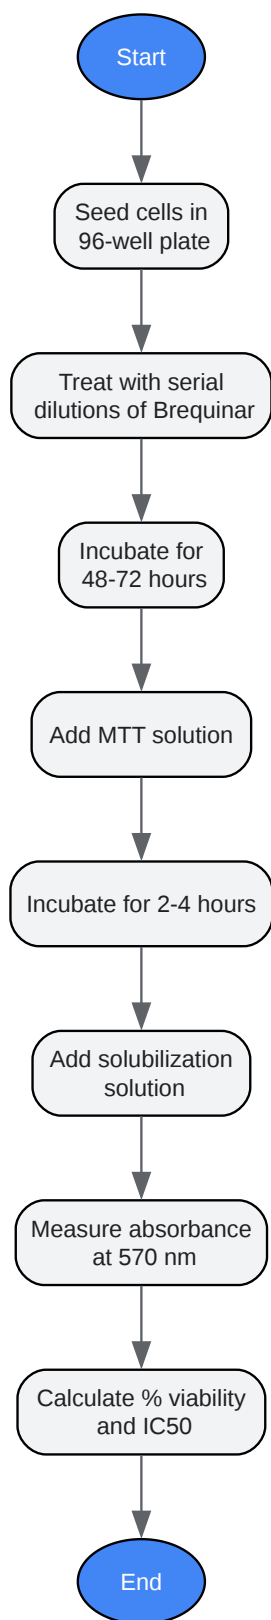 Start
Seed cells in
96-well plate
Treat with serial
dilutions of Brequinar
Incubate for
48-72 hours
Add MTT solution
Incubate for 2-4 hours
Add solubilization
solution
Measure absorbance
at 570 nm
Calculate % viability
and IC50
End